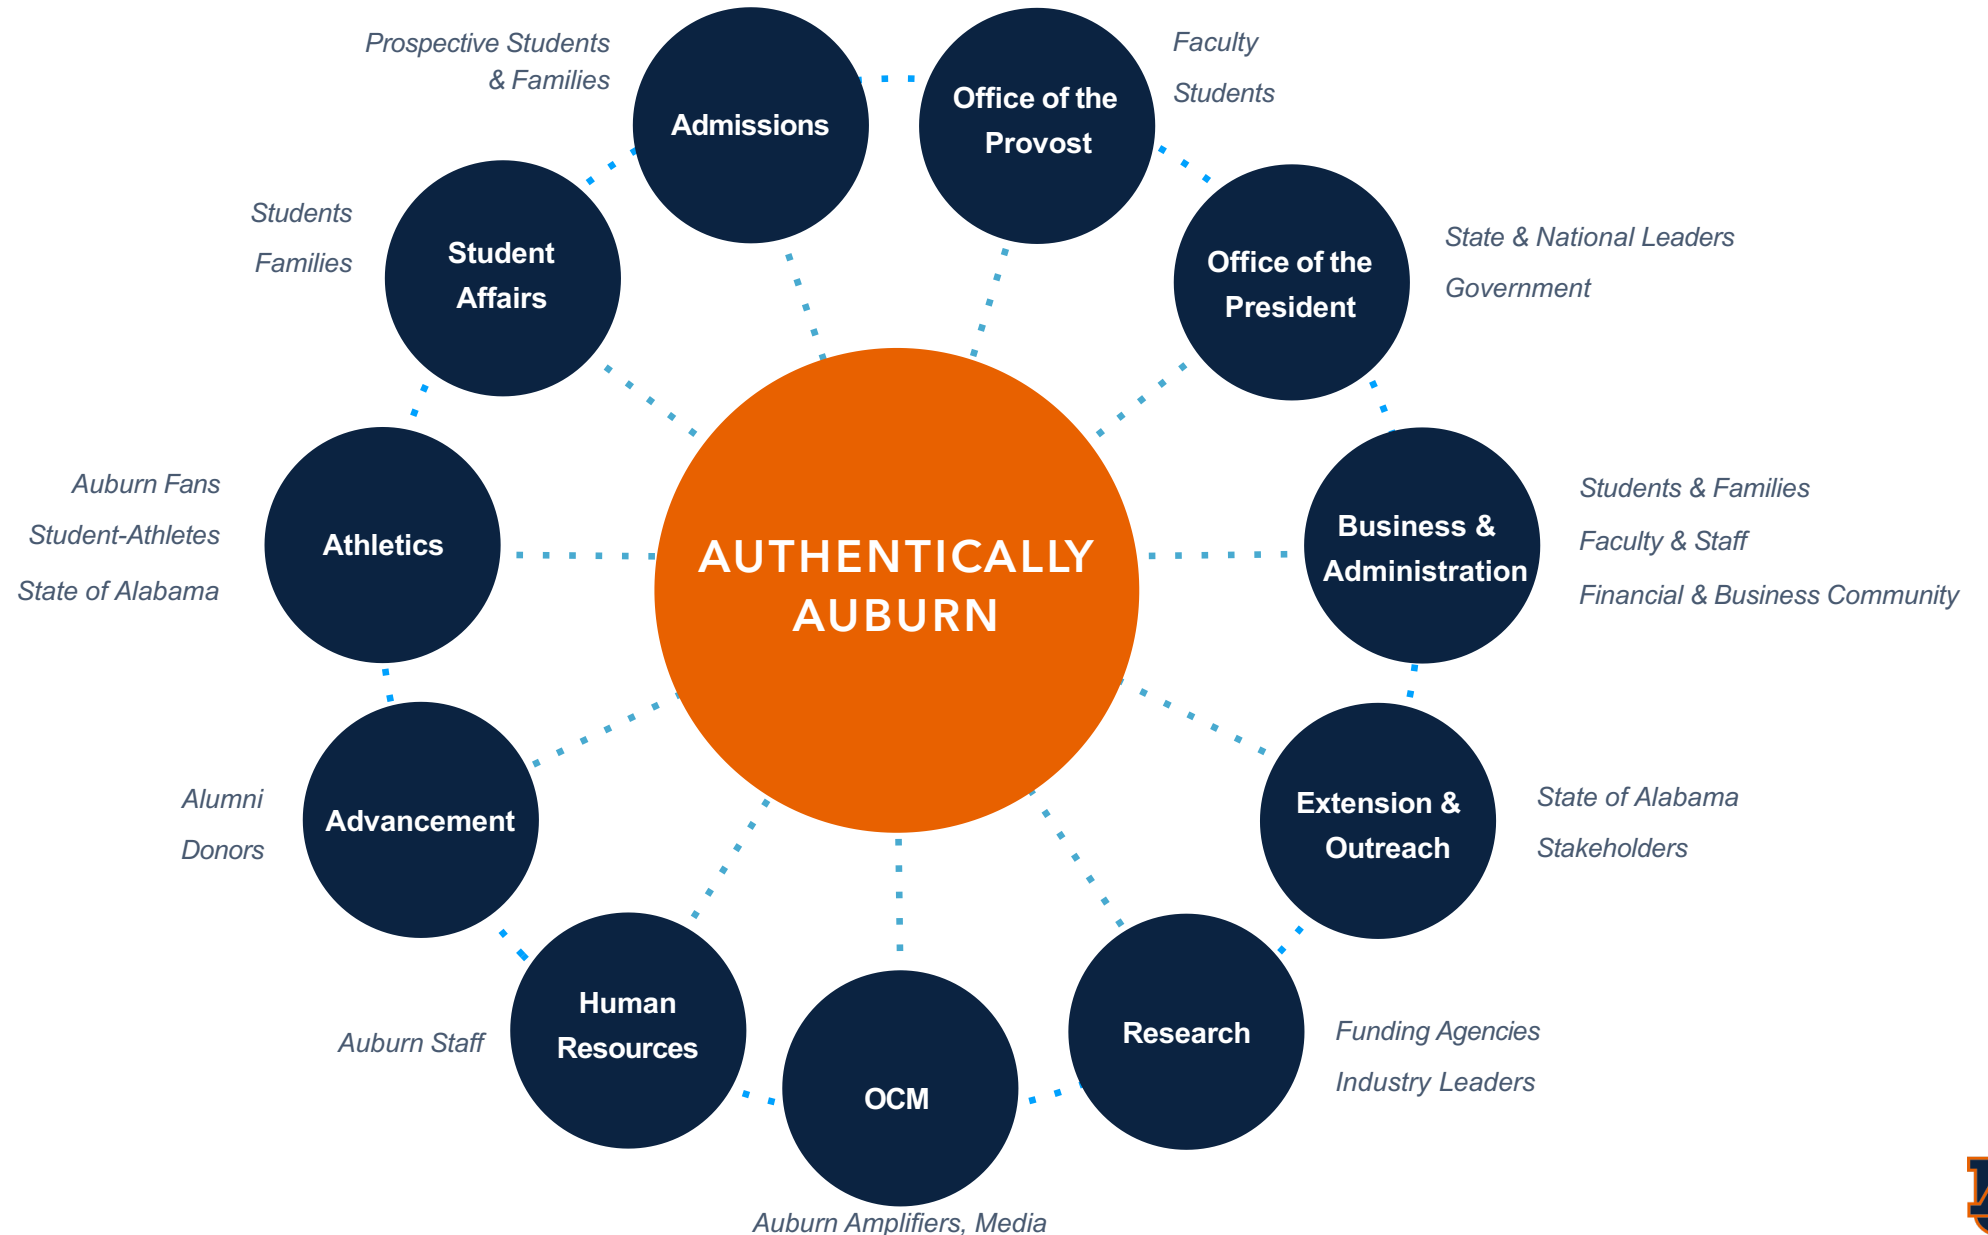 Prospective Students
& Families
Admissions
Office of the
Provost
Faculty
Students
Students
Families
Student
Affairs
Office of the
President
State & National Leaders
Government
Auburn Fans
Student-Athletes
State of Alabama
Athletics
AUTHENTICALLY
AUBURN
Business &
Administration
Students & Families
Faculty & Staff
Financial & Business Community
Alumni
Donors
Advancement
Extension &
Outreach
State of Alabama
Stakeholders
Auburn Staff
Human
Resources
OCM
Auburn Amplifiers, Media
Research
Funding Agencies
Industry Leaders